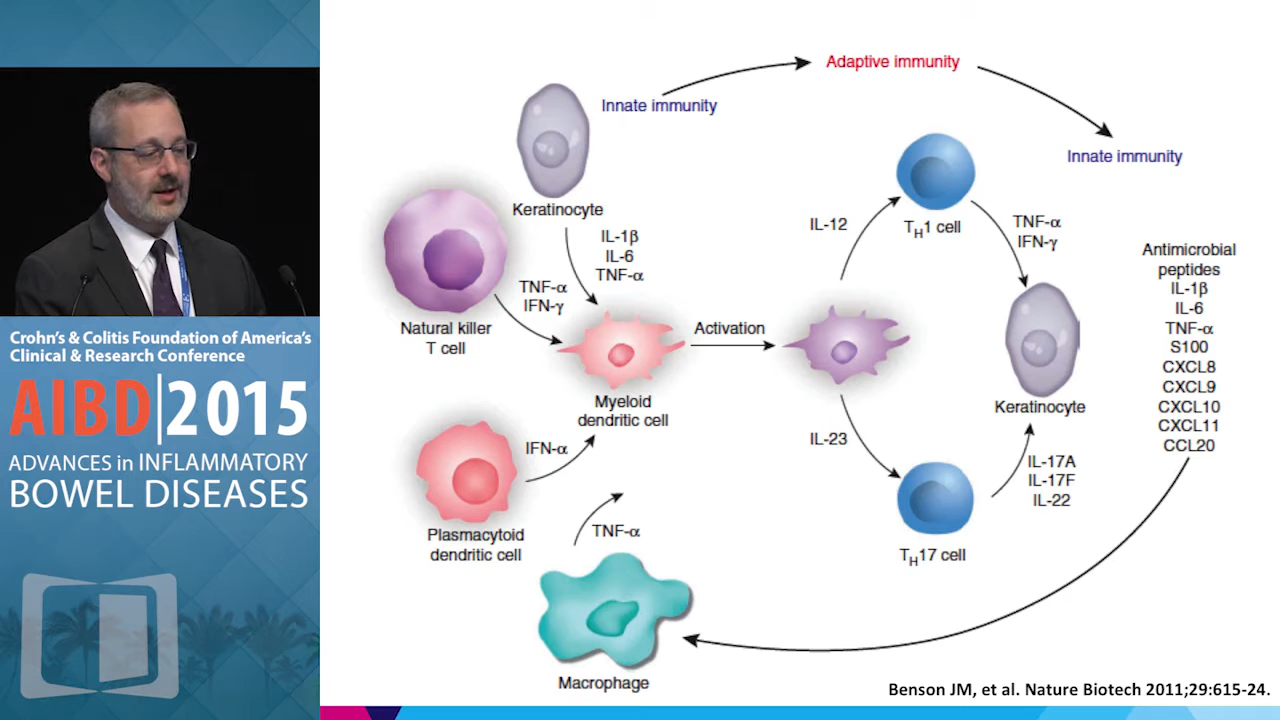 Crohn's & Colitis Foundation of America's
Clinical & Research Conference
AIBD|2015
ADVANCES in INFLAMMATORY
BOWEL DISEASES
Innate immunity
Adaptive immunity
Innate immunity
Keratinocyte
IL-1β
IL-6
TNF-α
Natural killer
T cell
TNF-α
IFN-γ
Myeloid
dendritic cell
Plasmacytoid
dendritic cell
IFN-α
TNF-α
Macrophage
Activation
IL-12
TH1 cell
TNF-α
IFN-γ
Keratinocyte
IL-23
TH17 cell
IL-17A
IL-17F
IL-22
Antimicrobial
peptides
IL-1β
IL-6
TNF-α
S100
CXCL8
CXCL9
CXCL10
CXCL11
CCL20
Benson JM, et al. Nature Biotech 2011;29:615-24.